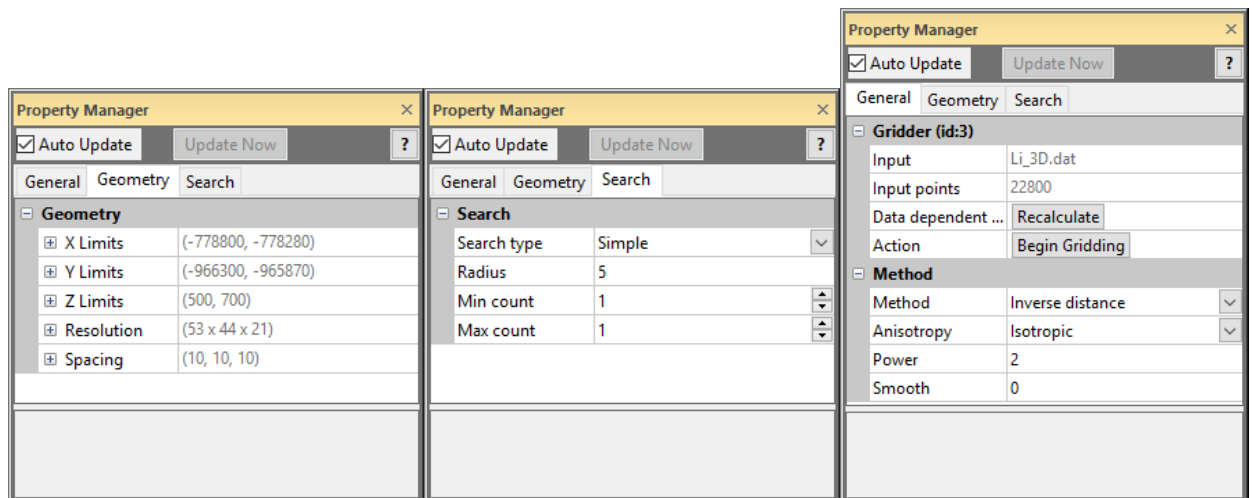 Property Manager
Auto Update Update Now ?
General Geometry Search
Geometry
X Limits (-778800, -778280)
Y Limits (-966300, -965870)
Z Limits (500, 700)
Resolution (53 x 44 x 21)
Spacing (10, 10, 10)
Property Manager
Auto Update Update Now ?
General Geometry Search
Search
Search type Simple
Radius 5
Min count 1
Max count 1
Property Manager
Auto Update Update Now ?
General Geometry Search
Gridder (id:3)
Input Li_3D.dat
Input points 22800
Data dependent ... Recalculate
Action Begin Gridding
Method
Method Inverse distance
Anisotropy Isotropic
Power 2
Smooth 0